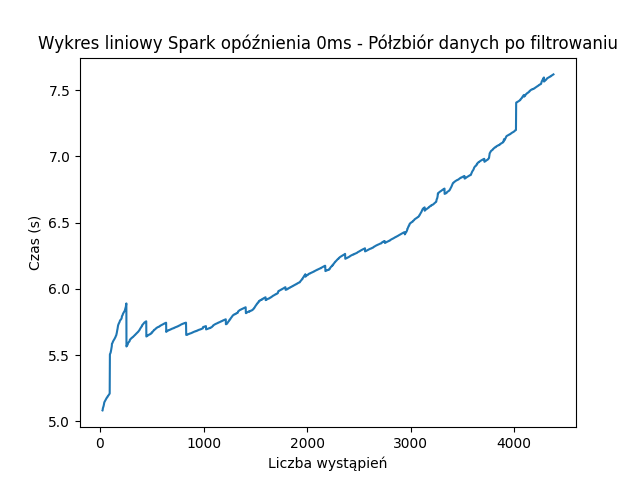 Wykres liniowy Spark opóźnienia 0ms - Półzbiór danych po filtrowaniu
7.5
7.0
6.5
6.0
5.5
5.0
Czas (s)
0 1000 2000 3000 4000
Liczba wystąpień